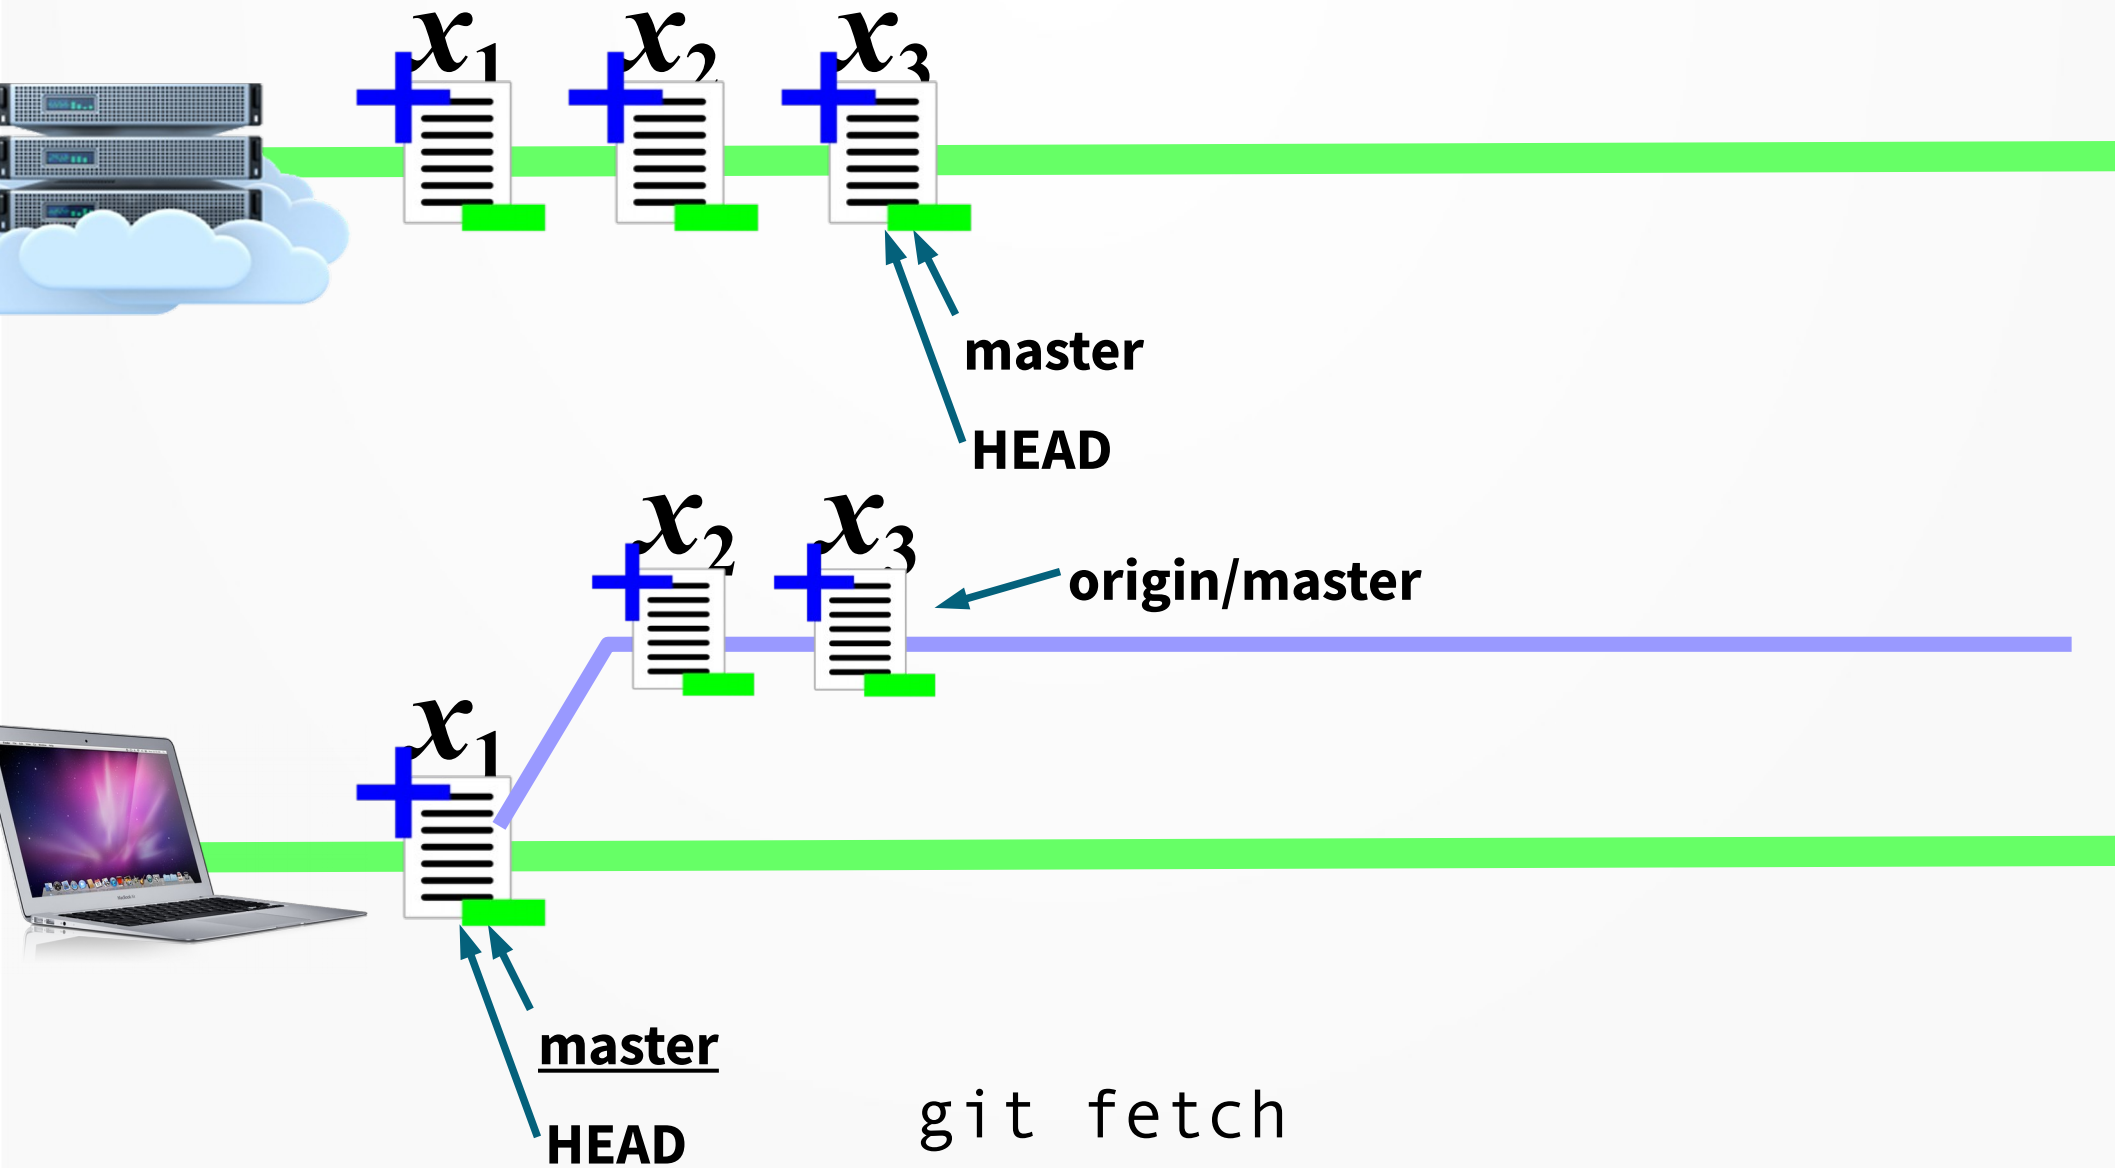 x1 x2 x3
master
HEAD
x2 x3
origin/master
x1
master
HEAD
git fetch